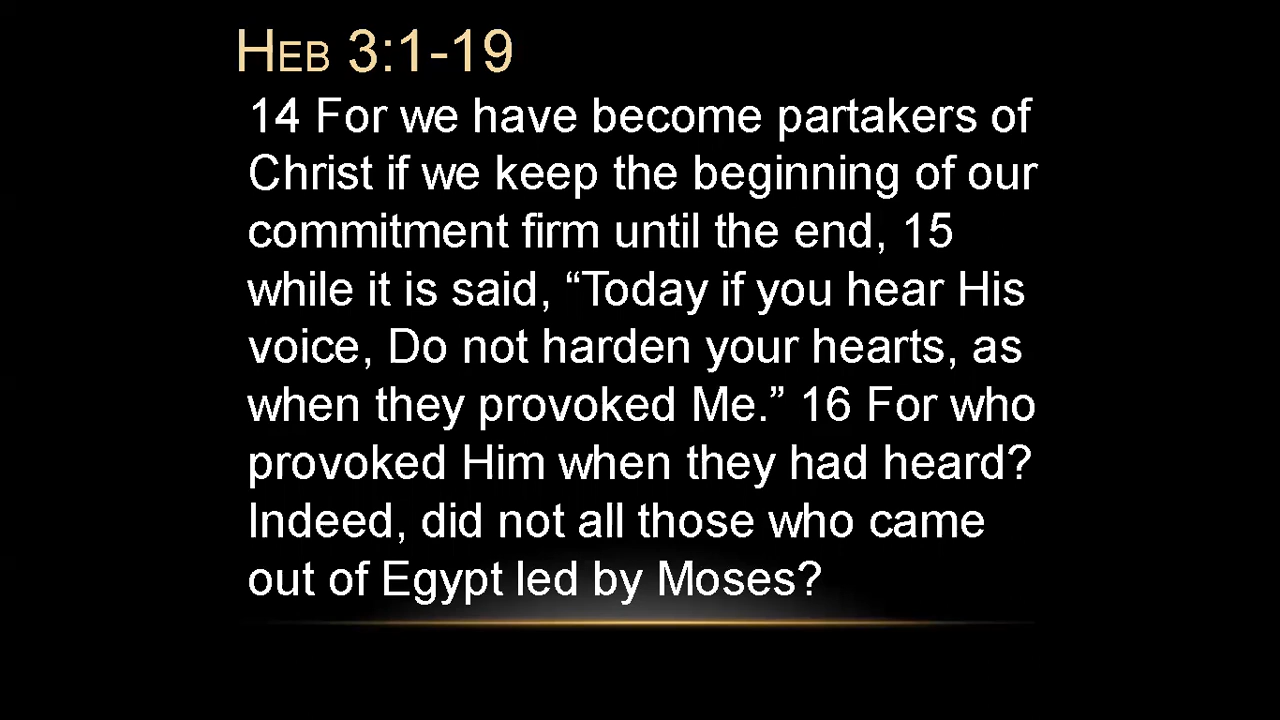 HEB 3:1-19
14 For we have become partakers of
Christ if we keep the beginning of our
commitment firm until the end, 15
while it is said, “Today if you hear His
voice, Do not harden your hearts, as
when they provoked Me.” 16 For who
provoked Him when they had heard?
Indeed, did not all those who came
out of Egypt led by Moses?